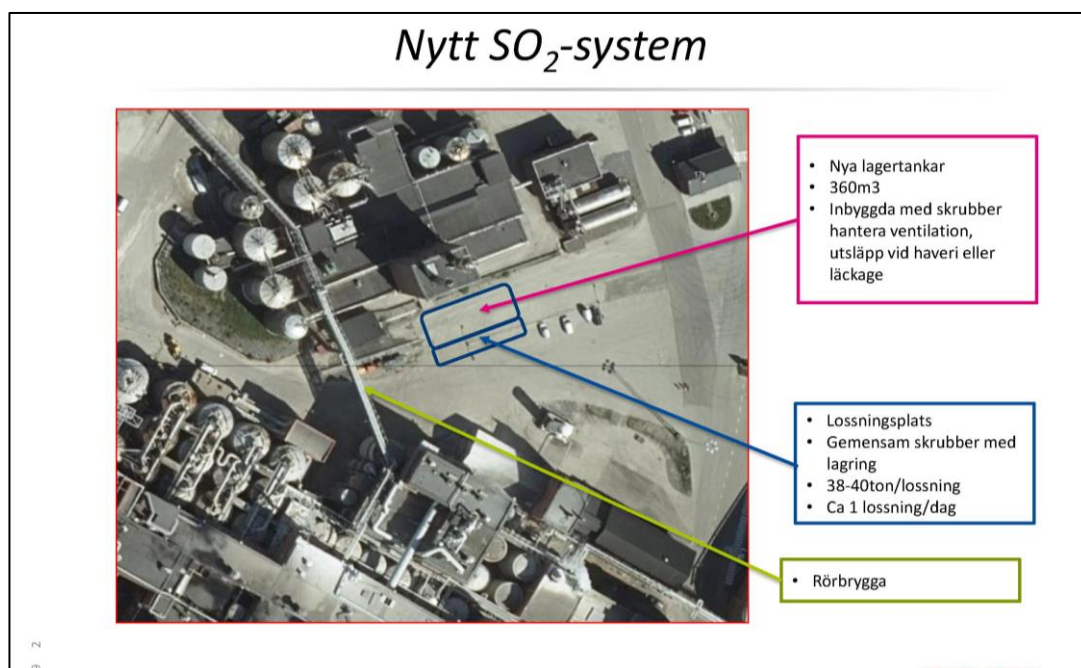 Nytt SO₂-system
• Nya lagertankar
• 360m3
• Inbyggda med skrubber
hantera ventilation,
utsläpp vid haveri eller
läckage
• Lossningsplats
• Gemensam skrubber med
lagring
• 38-40ton/lossning
• Ca 1 lossning/dag
• Rörbrygga
2